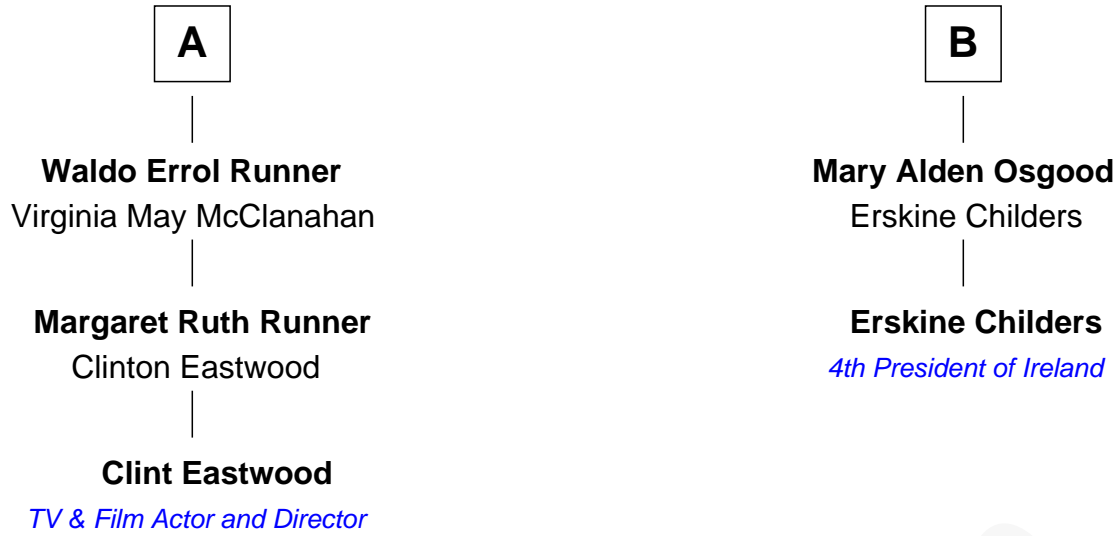 A
Waldo Errol Runner
Virginia May McClanahan
Margaret Ruth Runner
Clinton Eastwood
Clint Eastwood
TV & Film Actor and Director
B
Mary Alden Osgood
Erskine Childers
Erskine Childers
4th President of Ireland